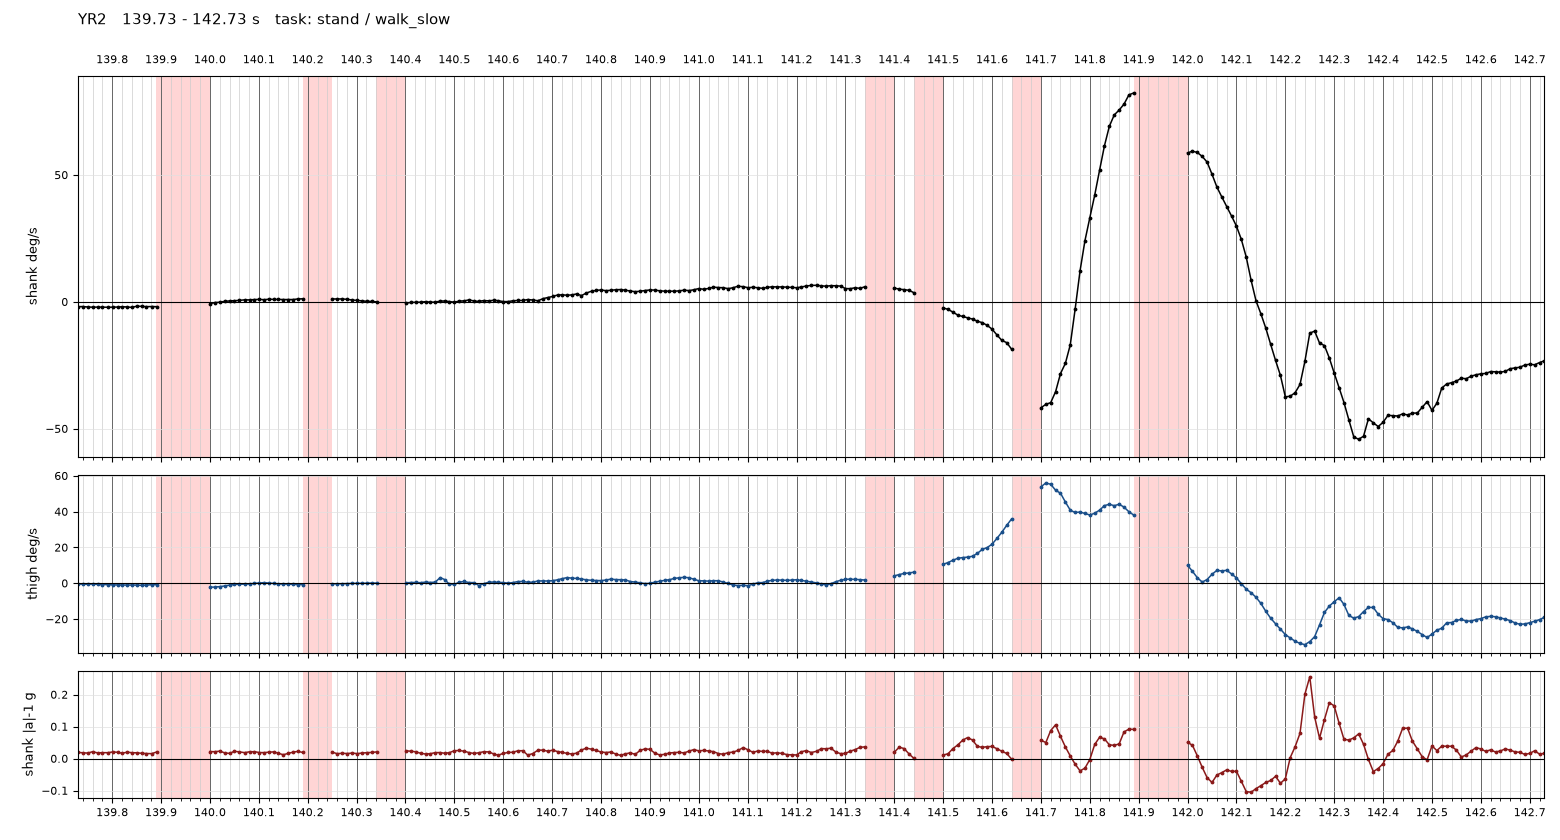 YR2   139.73 - 142.73 s   task: stand / walk_slow
139.8 139.9 140.0 140.1 140.2 140.3 140.4 140.5 140.6 140.7 140.8 140.9 141.0 141.1 141.2 141.3 141.4 141.5 141.6 141.7 141.8 141.9 142.0 142.1 142.2 142.3 142.4 142.5 142.6 142.7
shank deg/s
50
0
−50
thigh deg/s
60
40
20
0
−20
shank |a|-1 g
0.2
0.1
0.0
−0.1
139.8 139.9 140.0 140.1 140.2 140.3 140.4 140.5 140.6 140.7 140.8 140.9 141.0 141.1 141.2 141.3 141.4 141.5 141.6 141.7 141.8 141.9 142.0 142.1 142.2 142.3 142.4 142.5 142.6 142.7